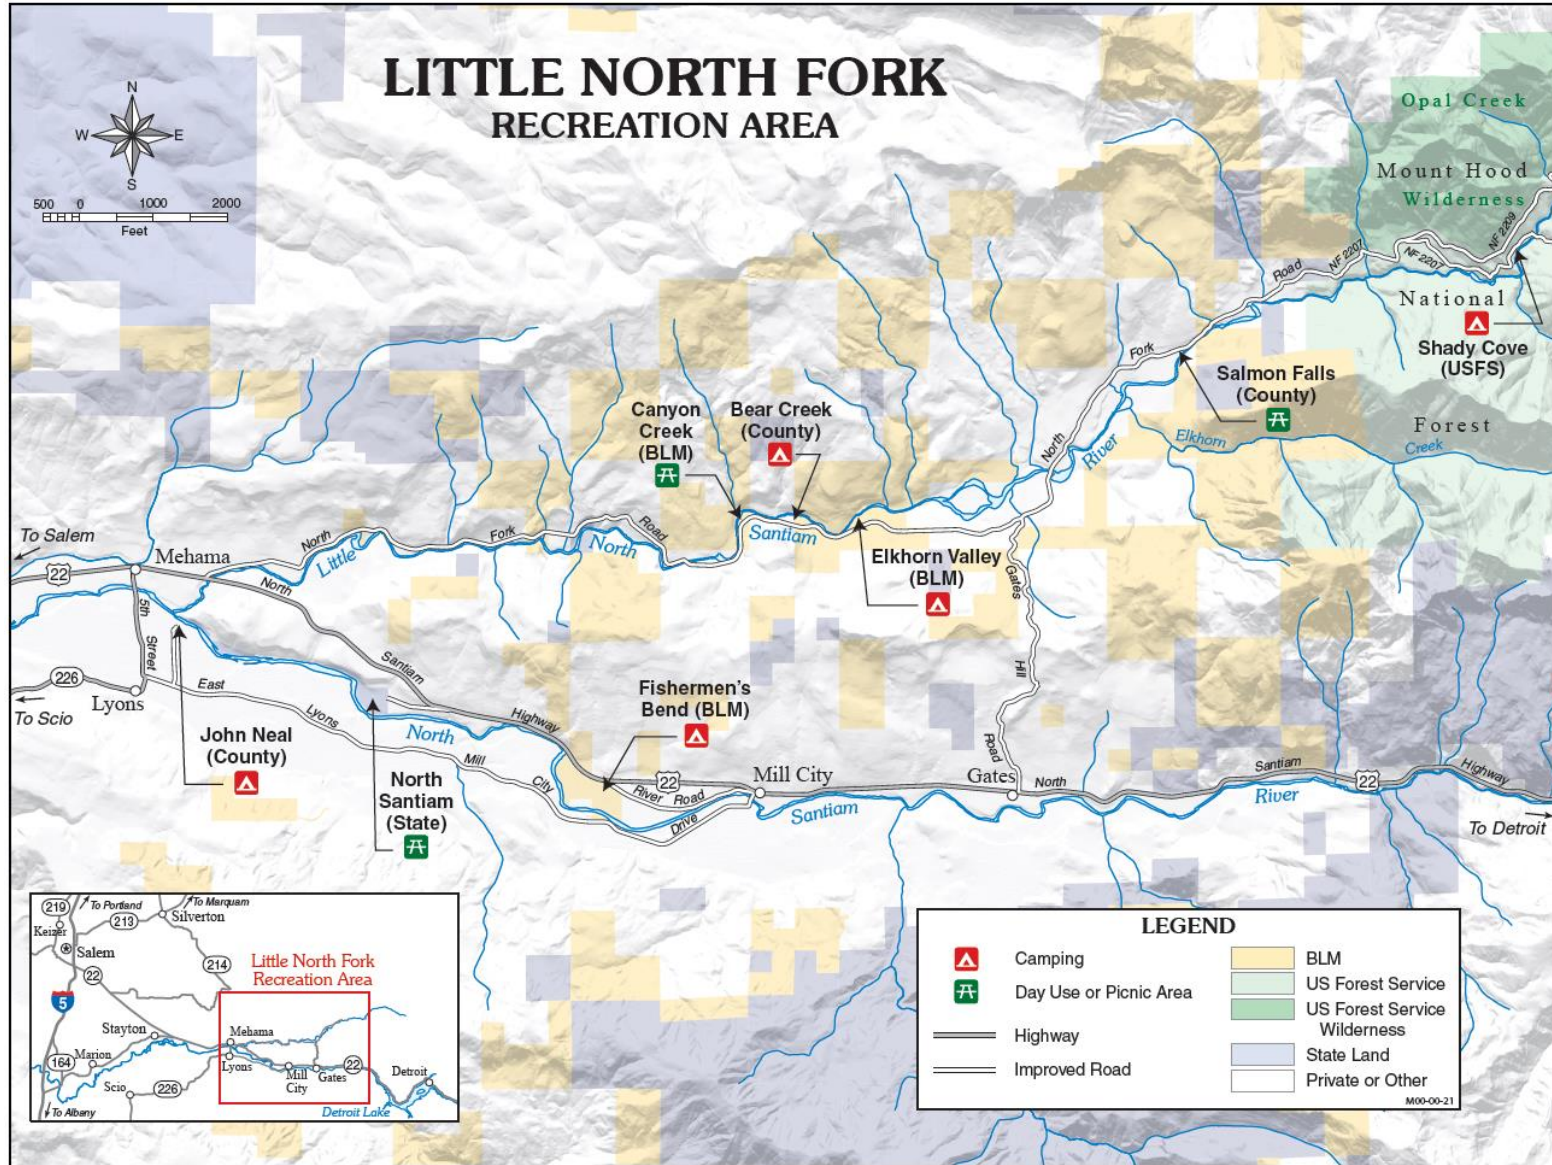 LITTLE NORTH FORK
RECREATION AREA
N
W
E
S
500 0 1000 2000
Feet
Opal Creek
Mount Hood
Wilderness
NF 2209
NF 2207
NF 2207
Road
National
Shady Cove
(USFS)
Fork
Salmon Falls
(County)
Forest
Elkhorn
Creek
Canyon
Creek
(BLM)
Bear Creek
(County)
North
River
To Salem
22
Mehama
North
Little
Fork
North
Road
Santiam
Elkhorn Valley
(BLM)
Gates
Hill
Road
North
5th
Street
Santiam
Highway
226
To Scio
Lyons
East
Lyons
Mill
City
Drive
John Neal
(County)
North
Santiam
(State)
North
Fishermen's
Bend (BLM)
22
River Road
Mill City
Santiam
Gates
North
Santiam
22
Highway
River
To Detroit
219
To Portland
To Marquam
213
Silverton
Keizer
Salem
22
214
Little North Fork
Recreation Area
5
Stayton
Mehama
164
Marion
Lyons
Mill
City
Gates
22
Detroit
Scio
226
To Albany
Detroit Lake
LEGEND
Camping
Day Use or Picnic Area
Highway
Improved Road
BLM
US Forest Service
US Forest Service
Wilderness
State Land
Private or Other
M00-00-21